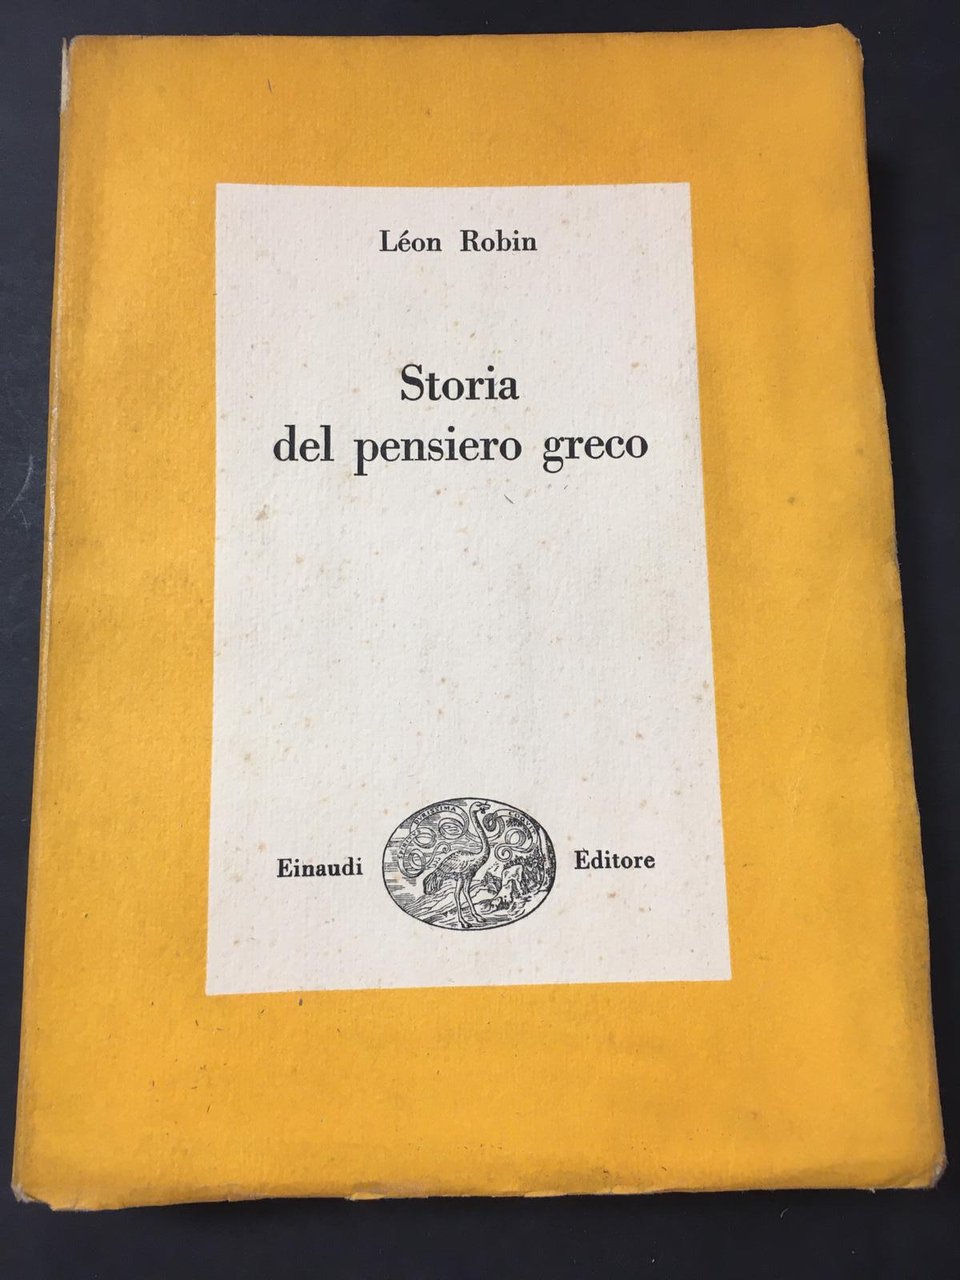 Léon Robin
Storia
del pensiero greco
Einaudi
Editore